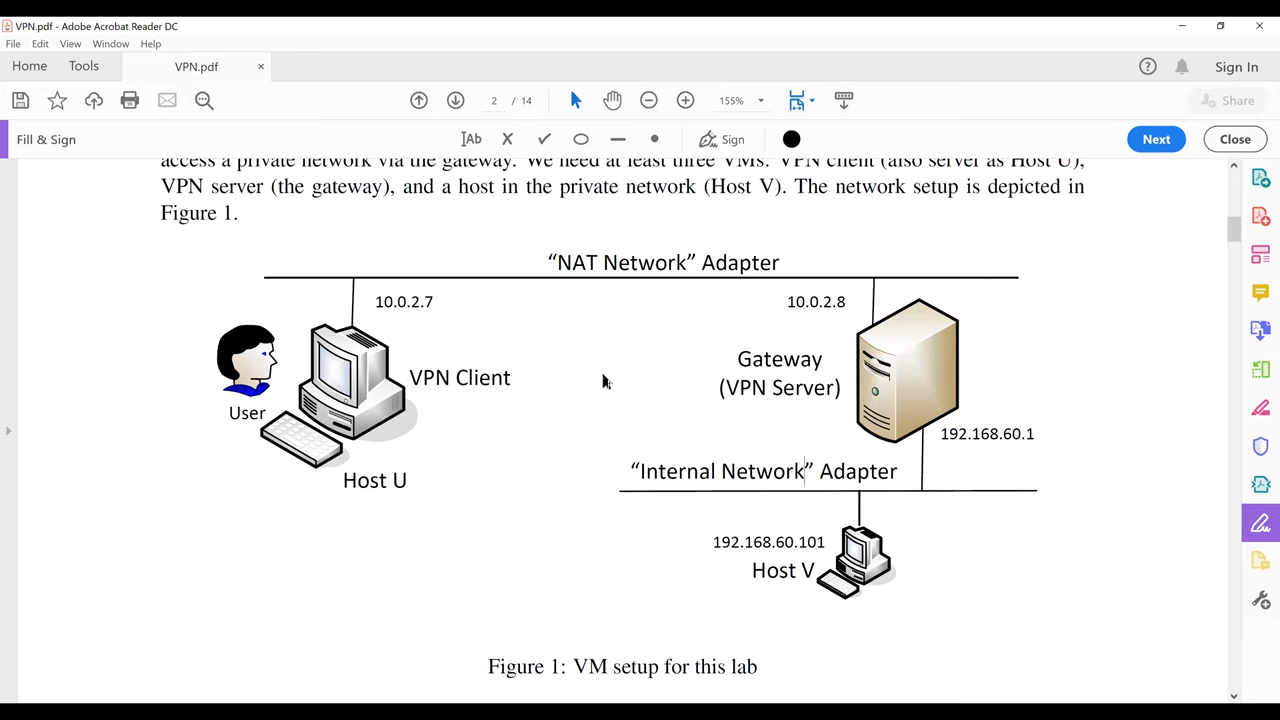 VPN.pdf - Adobe Acrobat Reader DC
File Edit View Window Help
Home Tools VPN.pdf × Sign In
2 / 14 155% Share
Fill & Sign Ab Sign Next Close
access a private network via the gateway. We need at least three VMs: VPN client (also server as Host U),
VPN server (the gateway), and a host in the private network (Host V). The network setup is depicted in
Figure 1.
“NAT Network” Adapter
10.0.2.7 10.0.2.8
Gateway
(VPN Server)
VPN Client
User
192.168.60.1
“Internal Network” Adapter
Host U
192.168.60.101
Host V
Figure 1: VM setup for this lab